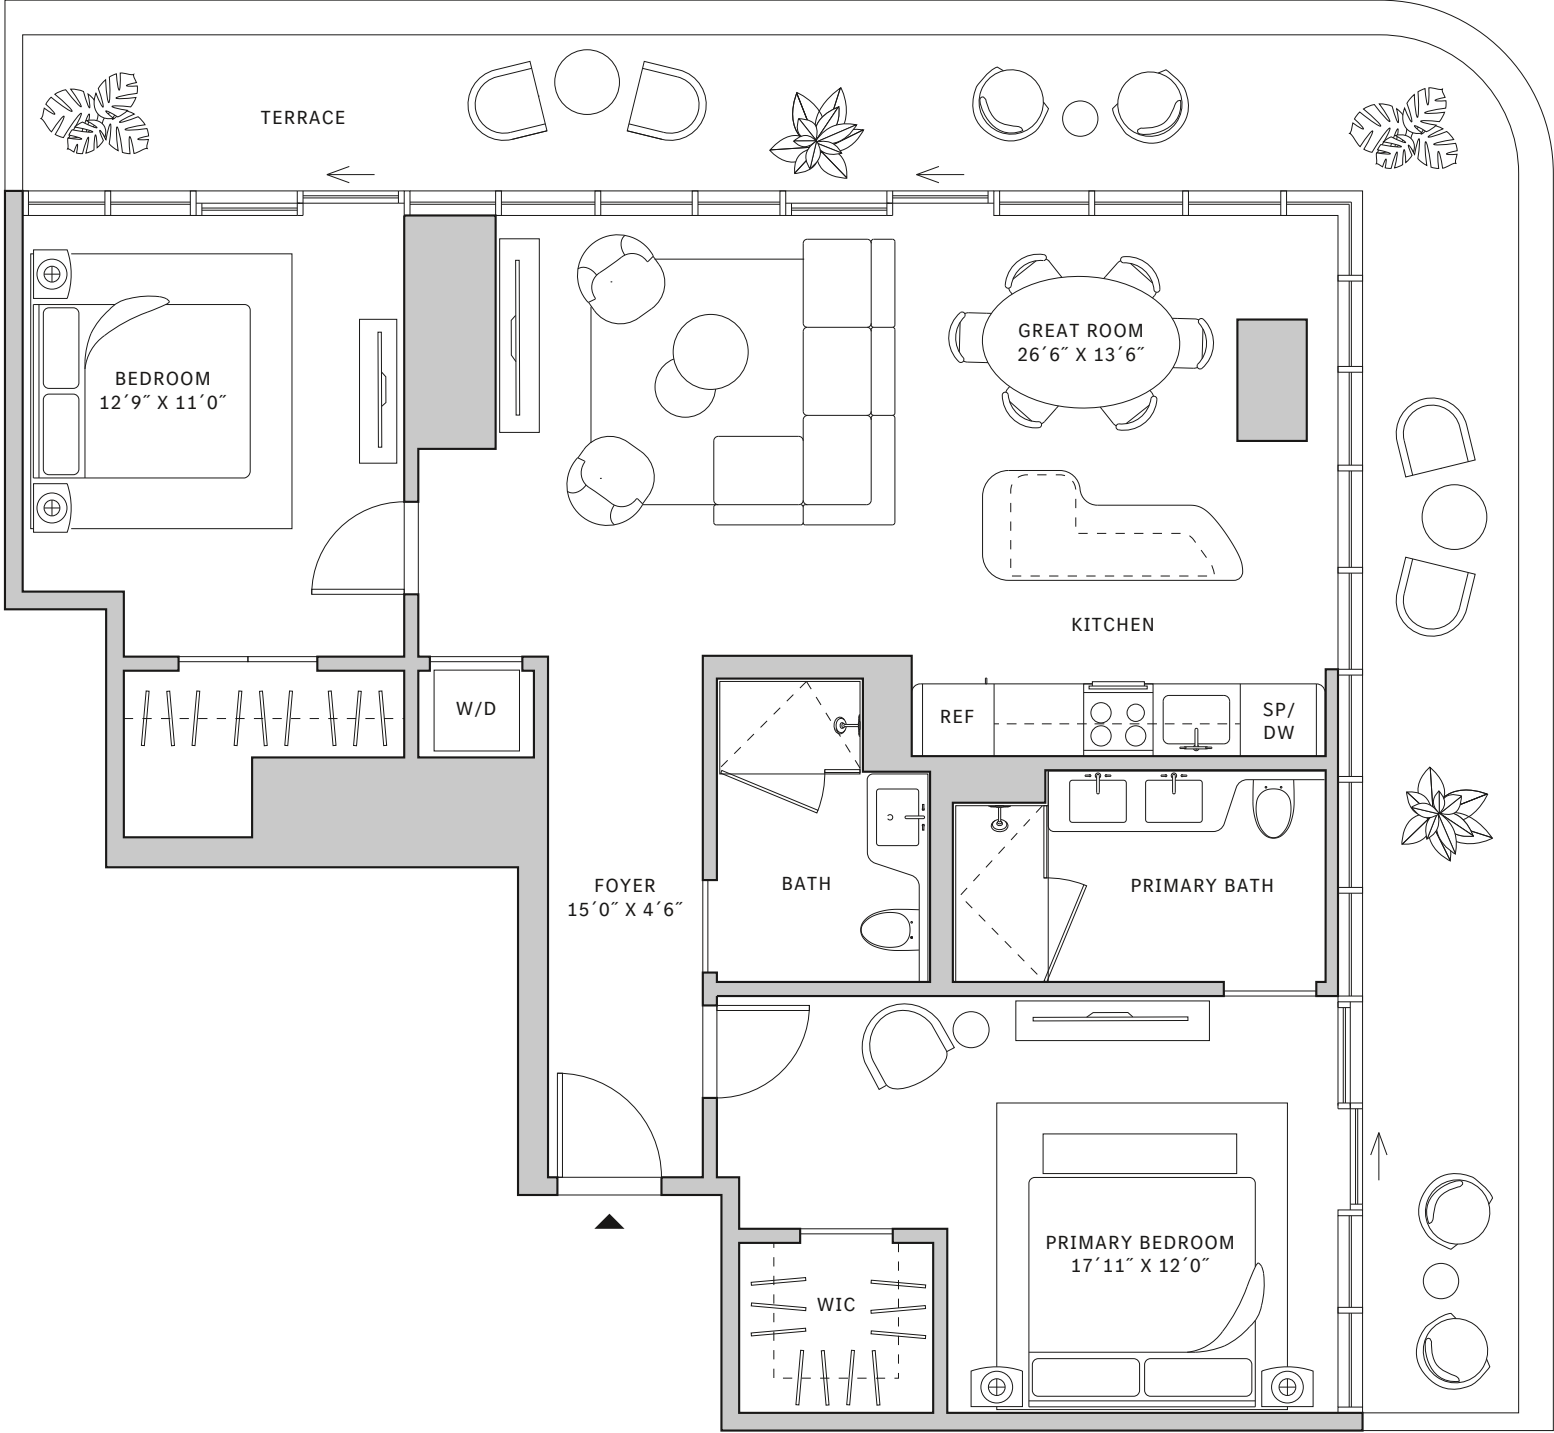 TERRACE
GREAT ROOM
26´6˝ X 13´6˝
BEDROOM
12´9˝ X 11´0˝
KITCHEN
W/D
REF
SP/
DW
FOYER
15´0˝ X 4´6˝
BATH
PRIMARY BATH
PRIMARY BEDROOM
17´11˝ X 12´0˝
WIC